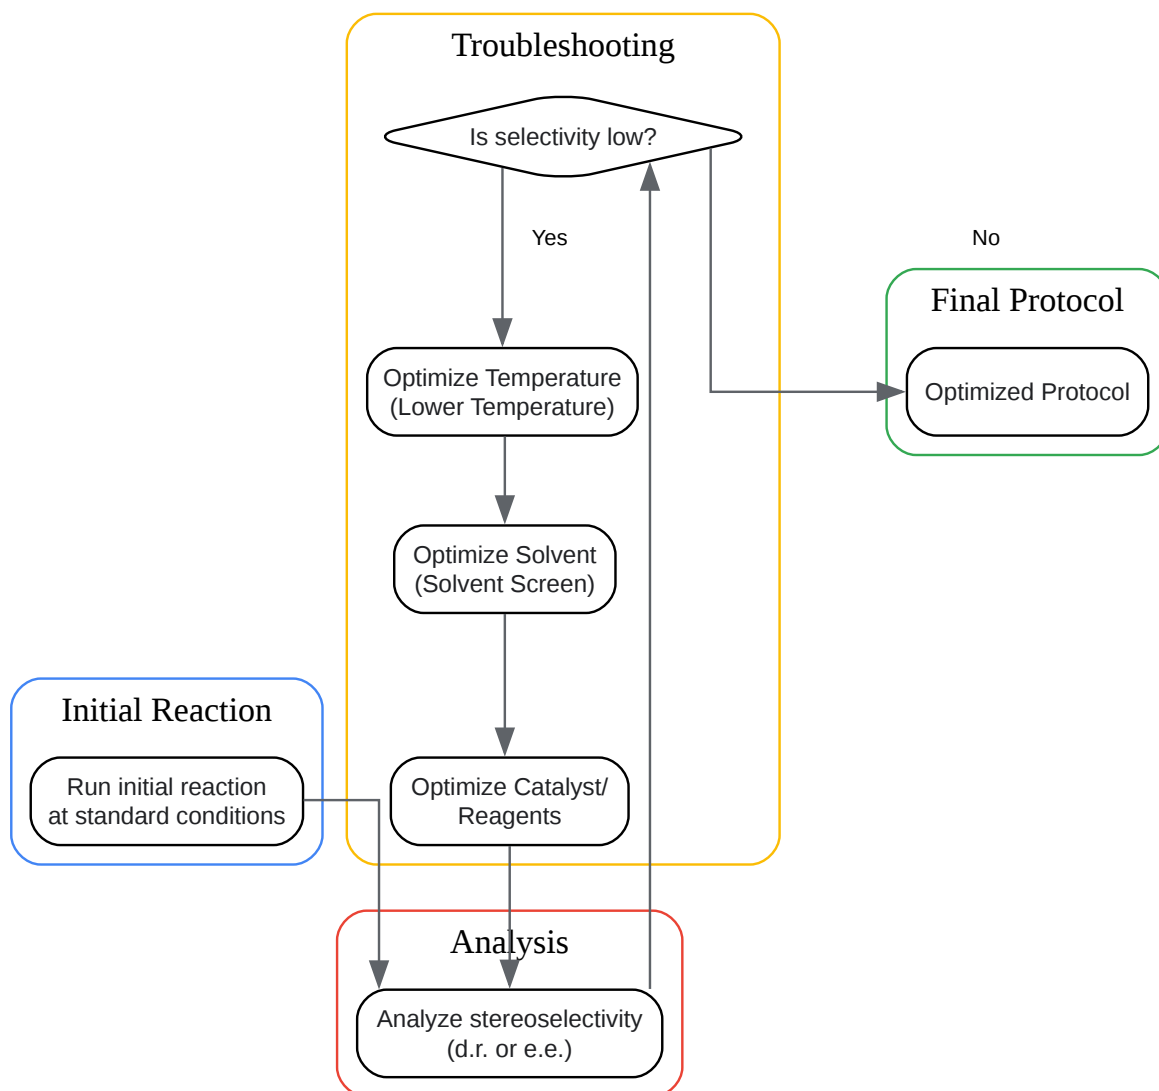 Troubleshooting
Is selectivity low?
Yes
No
Final Protocol
Optimized Protocol
Optimize Temperature
(Lower Temperature)
Optimize Solvent
(Solvent Screen)
Initial Reaction
Run initial reaction
at standard conditions
Optimize Catalyst/
Reagents
Analysis
Analyze stereoselectivity
(d.r. or e.e.)